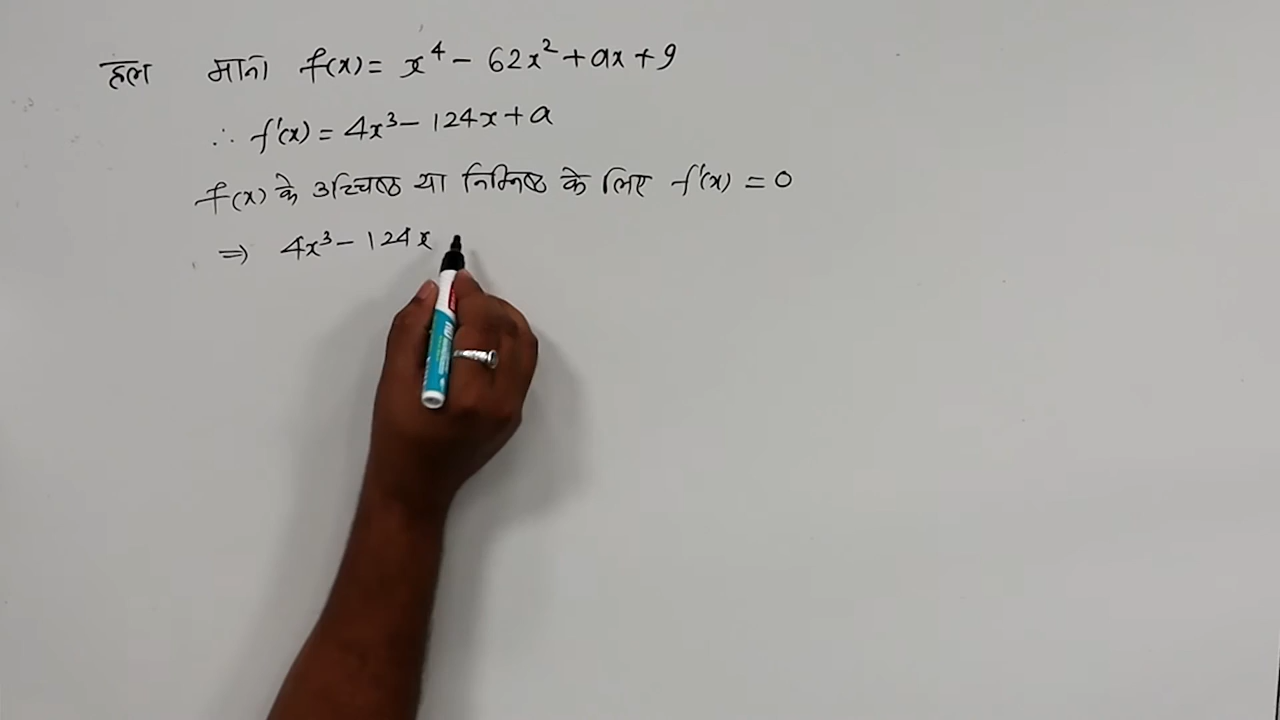 हल माना f(x) = x⁴ - 62x² + ax + 9
∴ f'(x) = 4x³ - 124x + a
f(x) के उच्चिष्ठ या निम्निष्ठ के लिए f'(x) = 0
⇒ 4x³ - 124x